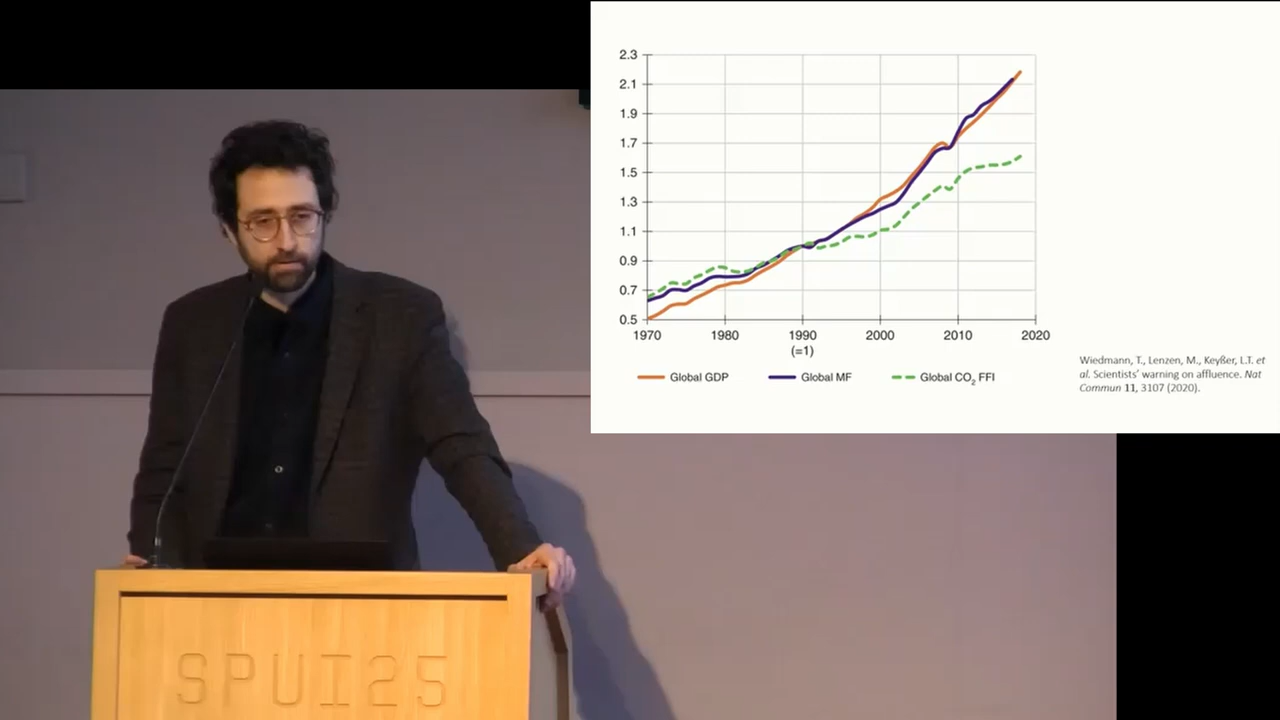 2.3
2.1
1.9
1.7
1.5
1.3
1.1
0.9
0.7
0.5
1970 1980 1990 2000 2010 2020
(=1)
Global GDP Global MF Global CO₂ FFI
Wiedmann, T., Lenzen, M., Keyßer, L.T. et
al. Scientists' warning on affluence. Nat
Commun 11, 3107 (2020).
SPUI25